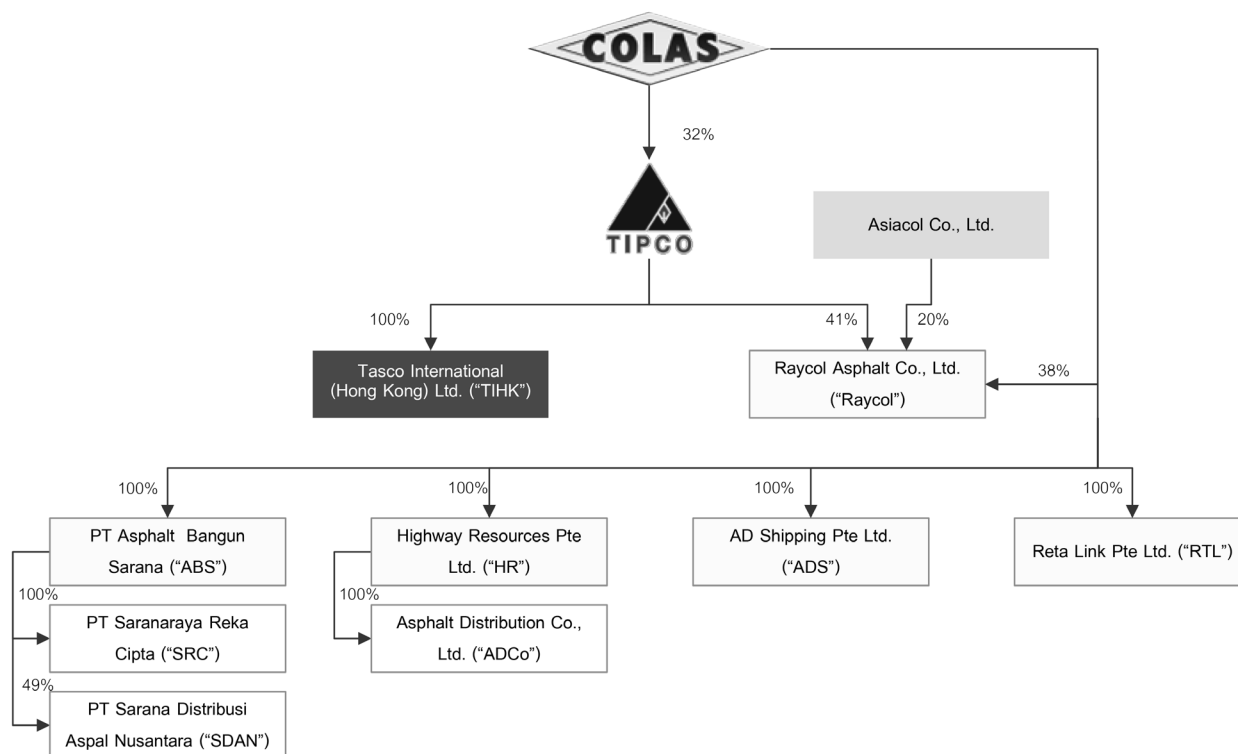 COLAS
32%
TIPCO
Asiacol Co., Ltd.
100%
41%
20%
Tasco International
(Hong Kong) Ltd. (“TIHK”)
Raycol Asphalt Co., Ltd.
(“Raycol”)
38%
100%
100%
100%
100%
PT Asphalt Bangun
Sarana (“ABS”)
Highway Resources Pte
Ltd. (“HR”)
AD Shipping Pte Ltd.
(“ADS”)
Reta Link Pte Ltd. (“RTL”)
100%
100%
PT Saranaraya Reka
Cipta (“SRC”)
Asphalt Distribution Co.,
Ltd. (“ADCo”)
49%
PT Sarana Distribusi
Aspal Nusantara (“SDAN”)